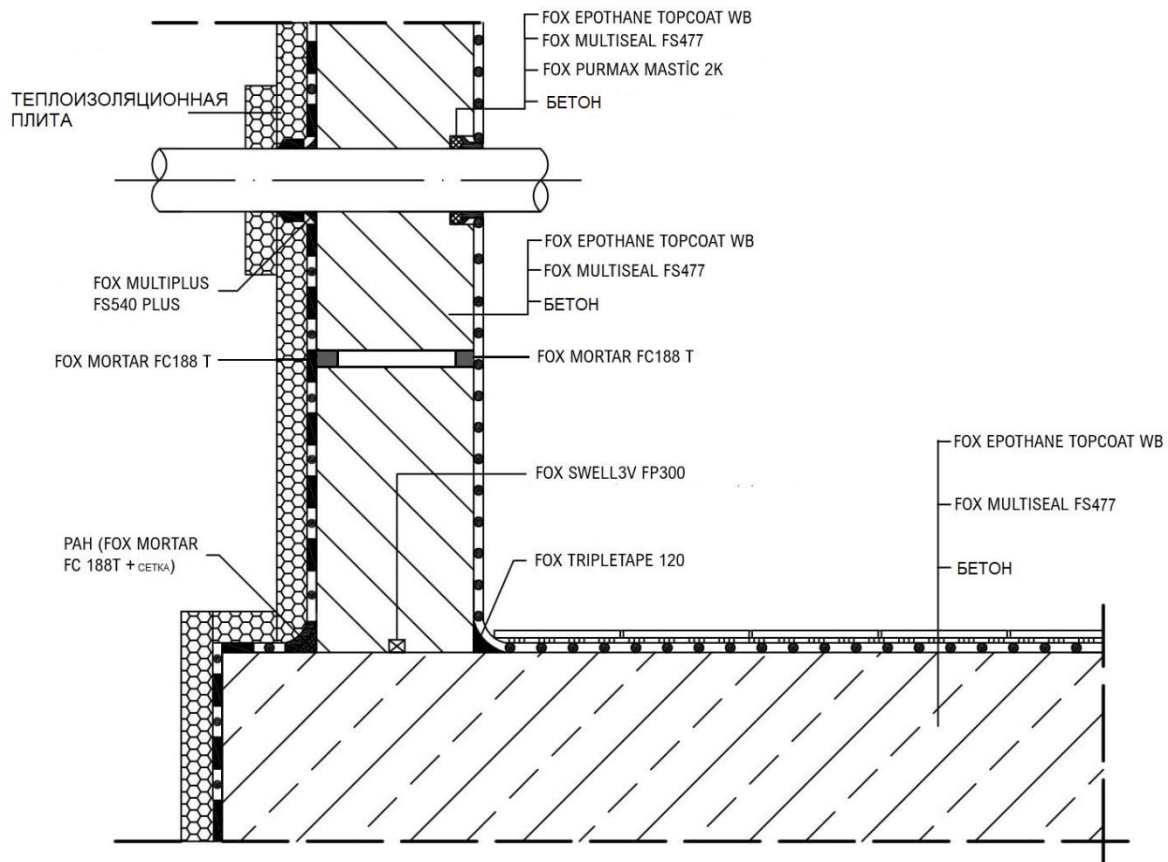 FOX EPOTHANE TOPCOAT WB
FOX MULTISEAL FS477
FOX PURMAX MASTİC 2K
БЕТОН
ТЕПЛОИЗОЛЯЦИОННАЯ
ПЛИТА
FOX EPOTHANE TOPCOAT WB
FOX MULTISEAL FS477
БЕТОН
FOX MULTIPLUS
FS540 PLUS
FOX MORTAR FC188 T
FOX MORTAR FC188 T
FOX EPOTHANE TOPCOAT WB
FOX SWELL3V FP300
FOX MULTISEAL FS477
PAH (FOX MORTAR
FC 188T + СЕТКА)
FOX TRIPLETAPE 120
БЕТОН